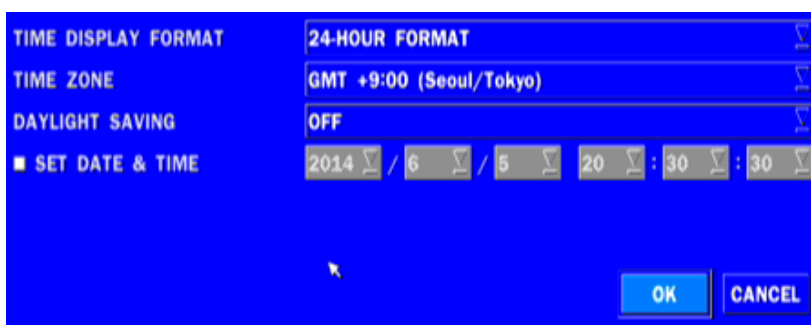 TIME DISPLAY FORMAT 24-HOUR FORMAT
TIME ZONE GMT +9:00 (Seoul/Tokyo)
DAYLIGHT SAVING OFF
SET DATE & TIME 2014 / 6 / 5 20 : 30 : 30
OK CANCEL